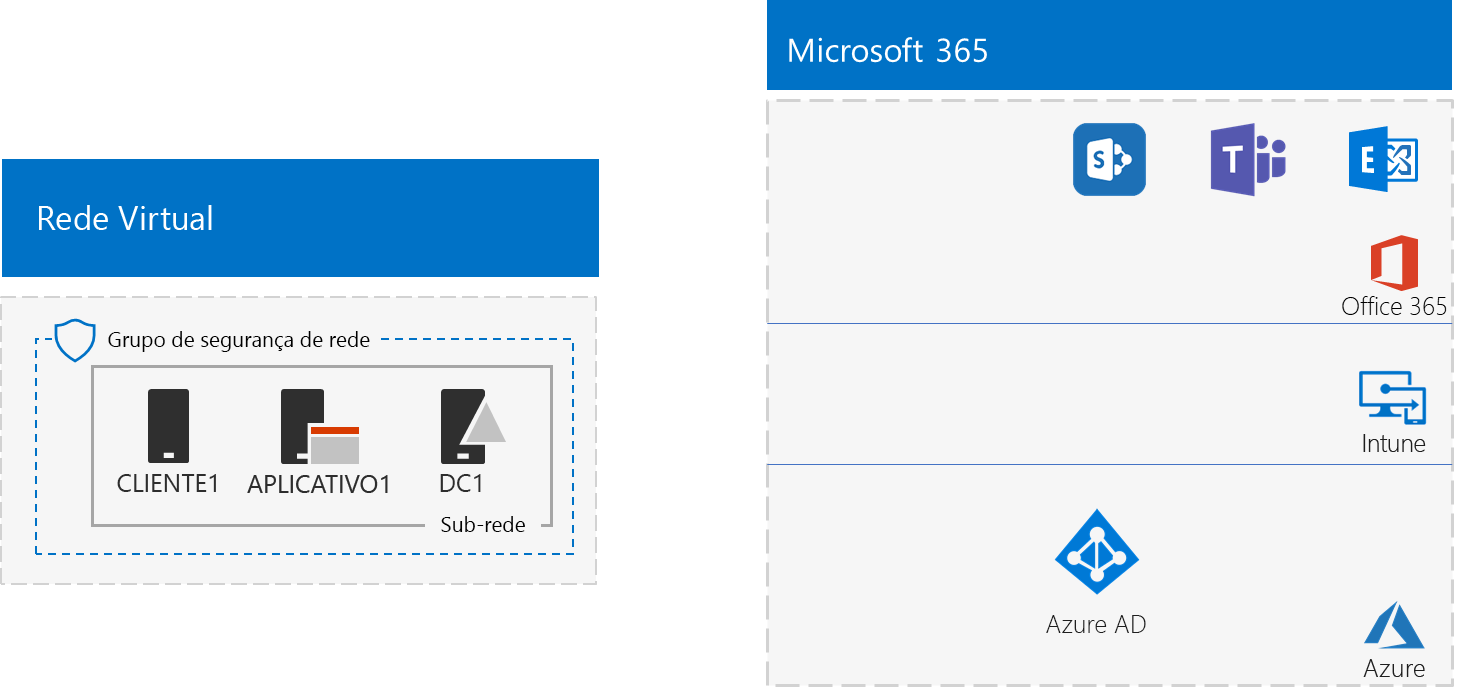 Rede Virtual
Grupo de segurança de rede
CLIENTE1
APLICATIVO1
DC1
Sub-rede
Microsoft 365
S
T
E
Office 365
Intune
Azure AD
Azure